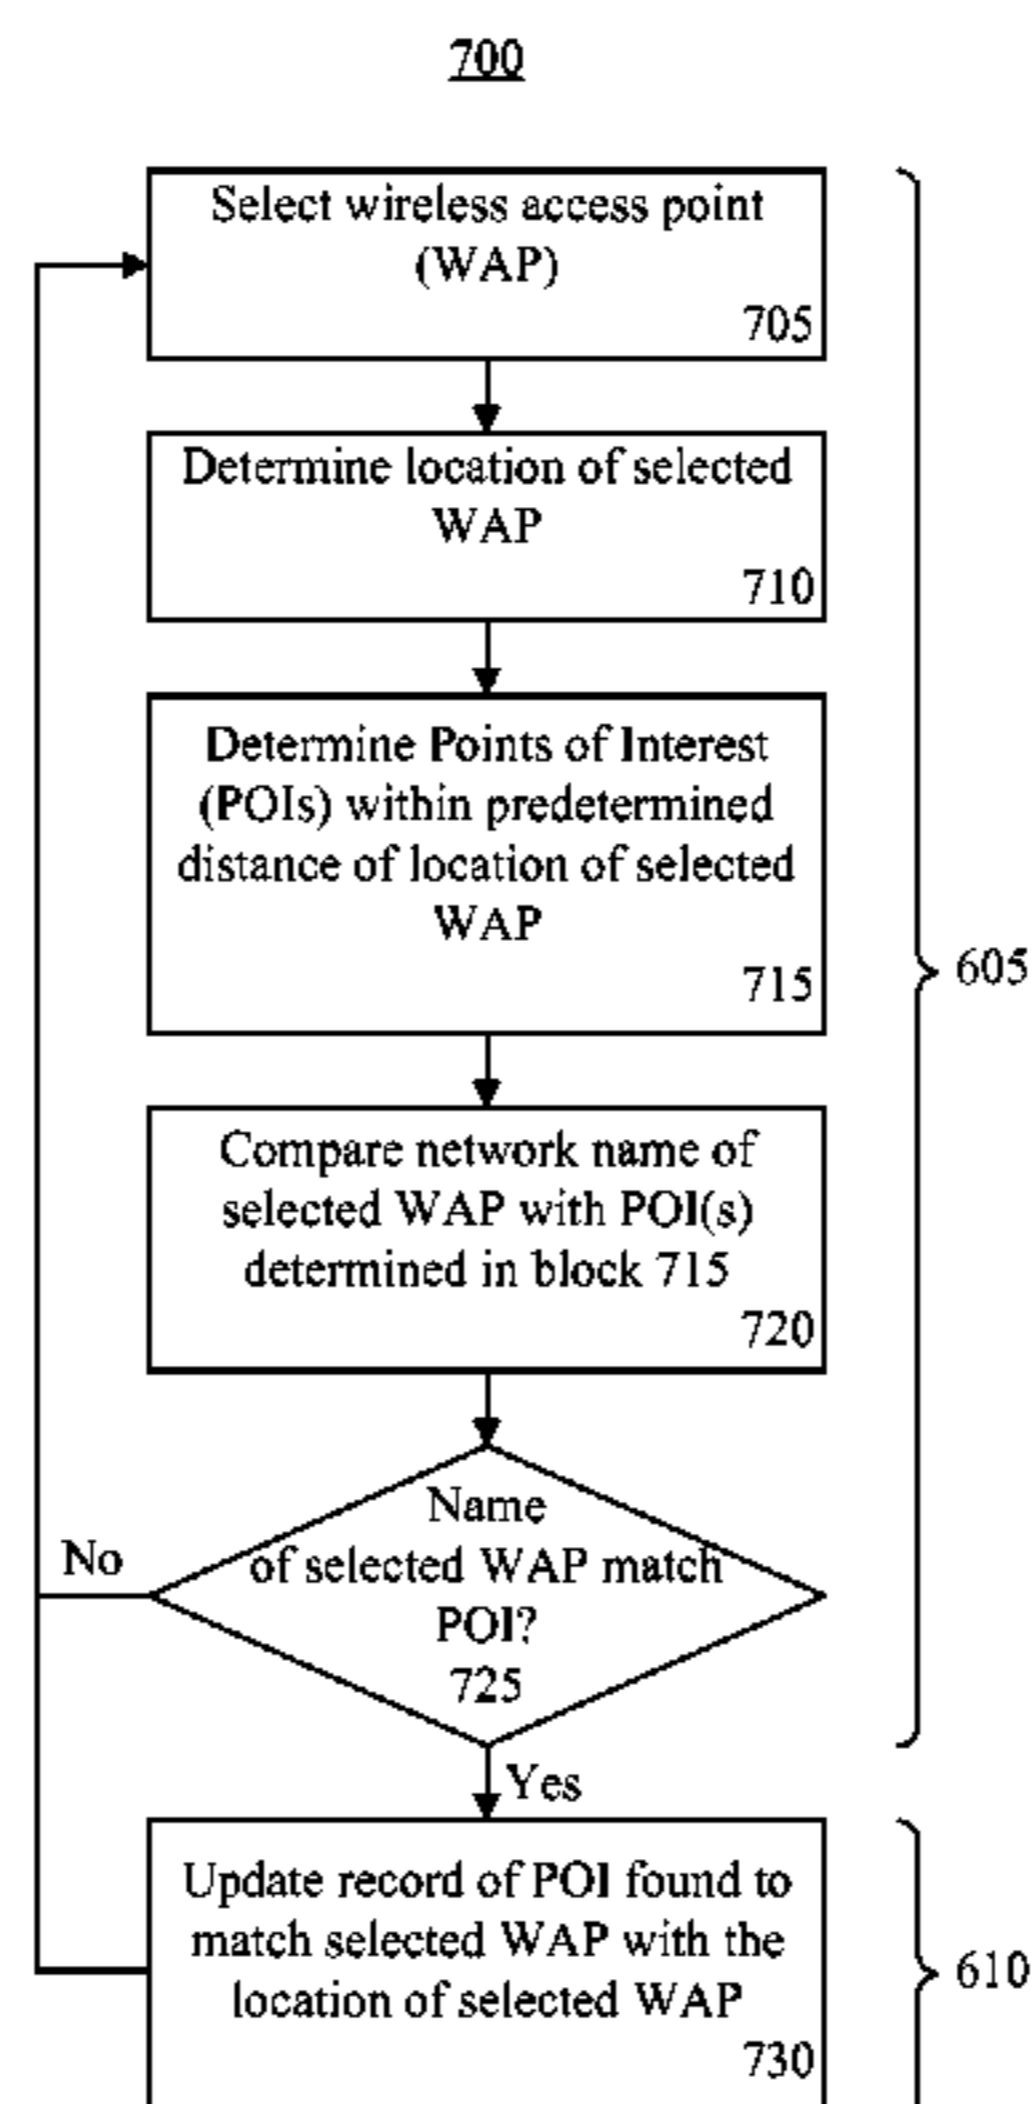 700
Select wireless access point
(WAP)
705
Determine location of selected
WAP
710
Determine Points of Interest
(POIs) within predetermined
distance of location of selected
WAP
715
605
Compare network name of
selected WAP with POI(s)
determined in block 715
720
Name
of selected WAP match
POI?
725
No
Yes
Update record of POI found to
match selected WAP with the
location of selected WAP
730
610